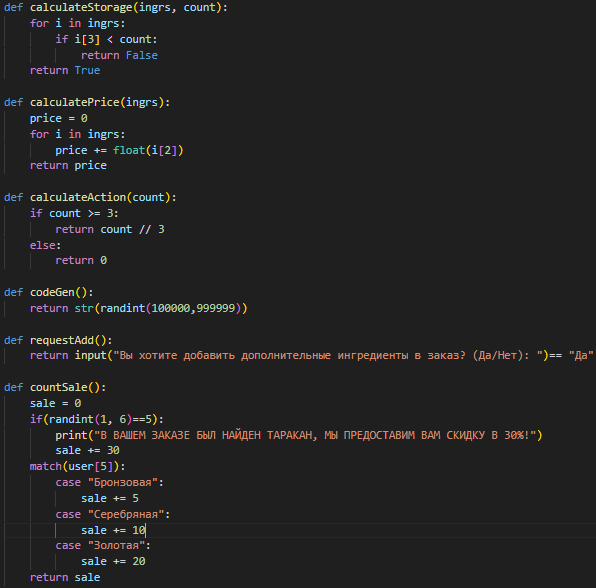 def calculateStorage(ingrs, count):
    for i in ingrs:
        if i[3] < count:
            return False
    return True

def calculatePrice(ingrs):
    price = 0
    for i in ingrs:
        price += float(i[2])
    return price

def calculateAction(count):
    if count >= 3:
        return count // 3
    else:
        return 0

def codeGen():
    return str(randint(100000,999999))

def requestAdd():
    return input("Вы хотите добавить дополнительные ингредиенты в заказ? (Да/Нет): ")== "Да"

def countSale():
    sale = 0
    if(randint(1, 6)==5):
        print("В ВАШЕМ ЗАКАЗЕ БЫЛ НАЙДЕН ТАРАКАН, МЫ ПРЕДОСТАВИМ ВАМ СКИДКУ В 30%!")
        sale += 30
    match(user[5]):
        case "Бронзовая":
            sale += 5
        case "Серебряная":
            sale += 10
        case "Золотая":
            sale += 20
    return sale